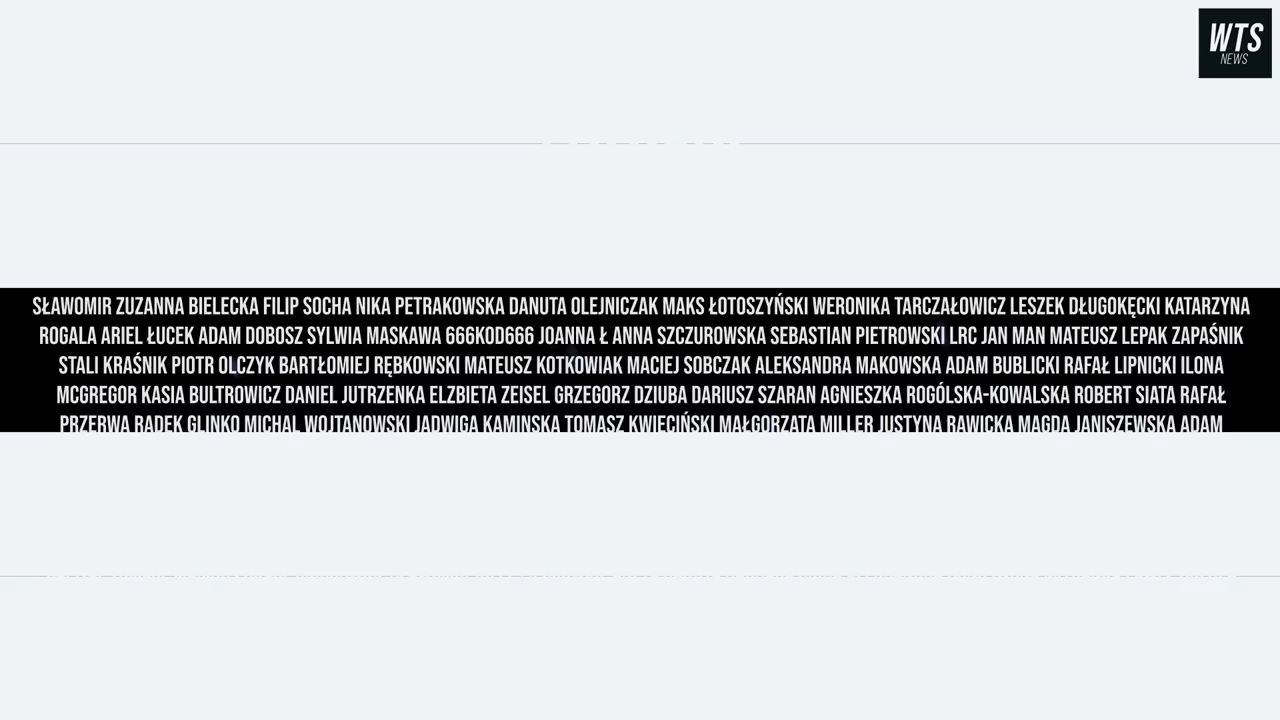 WTS
NEWS
SŁAWOMIR ZUZANNA BIELECKA FILIP SOCHA NIKA PETRAKOWSKA DANUTA OLEJNICZAK MAKS ŁOTOSZYŃSKI WERONIKA TARCZAŁOWICZ LESZEK DŁUGOKĘCKI KATARZYNA
ROGALA ARIEL ŁUCEK ADAM DOBOSZ SYLWIA MASKAWA 666KOD666 JOANNA Ł ANNA SZCZUROWSKA SEBASTIAN PIETROWSKI LRC JAN MAN MATEUSZ LEPAK ZAPAŚNIK
STALI KRAŚNIK PIOTR OLCZYK BARTŁOMIEJ RĘBKOWSKI MATEUSZ KOTKOWIAK MACIEJ SOBCZAK ALEKSANDRA MAKOWSKA ADAM BUBLICKI RAFAŁ LIPNICKI ILONA
MCGREGOR KASIA BULTROWICZ DANIEL JUTRZENKA ELZBIETA ZEISEL GRZEGORZ DZIUBA DARIUSZ SZARAN AGNIESZKA ROGÓLSKA-KOWALSKA ROBERT SIATA RAFAŁ
PRZERWA RADEK GLINKO MICHAL WOJTANOWSKI JADWIGA KAMINSKA TOMASZ KWIECIŃSKI MAŁGORZATA MILLER JUSTYNA RAWICKA MAGDA JANISZEWSKA ADAM